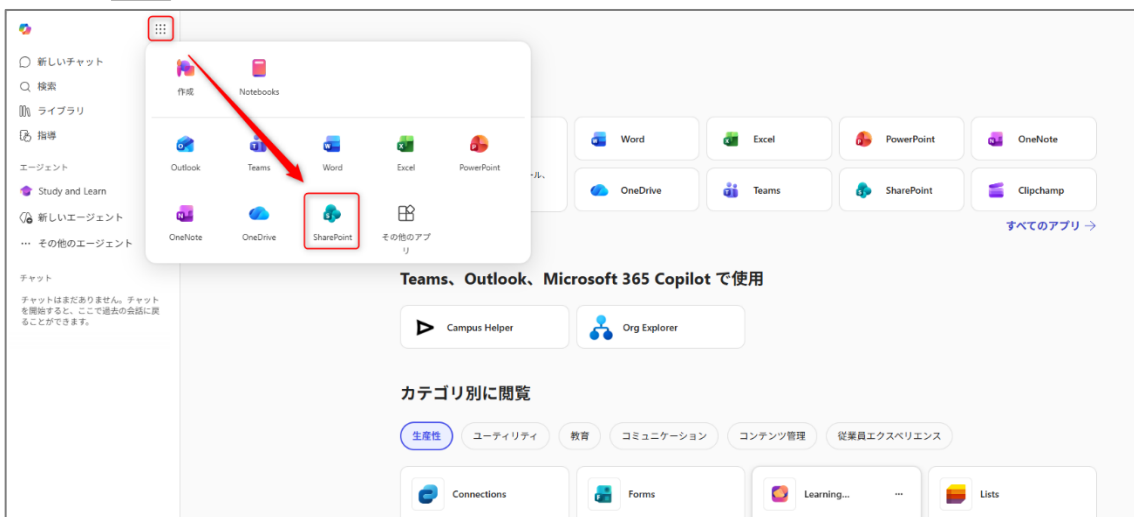 新しいチャット
検索
ライブラリ
指導
エージェント
Study and Learn
新しいエージェント
… その他のエージェント
チャット
チャットはまだありません。チャット
を開始すると、ここで過去の会話に戻
ることができます。
作成
Notebooks
Outlook
Teams
Word
Excel
PowerPoint
OneNote
OneDrive
SharePoint
その他のアプ
リ
ール、
Word
Excel
PowerPoint
OneNote
OneDrive
Teams
SharePoint
Clipchamp
すべてのアプリ →
Teams、Outlook、Microsoft 365 Copilot で使用
Campus Helper
Org Explorer
カテゴリ別に閲覧
生産性
ユーティリティ
教育
コミュニケーション
コンテンツ管理
従業員エクスペリエンス
Connections
Forms
Learning...
...
Lists